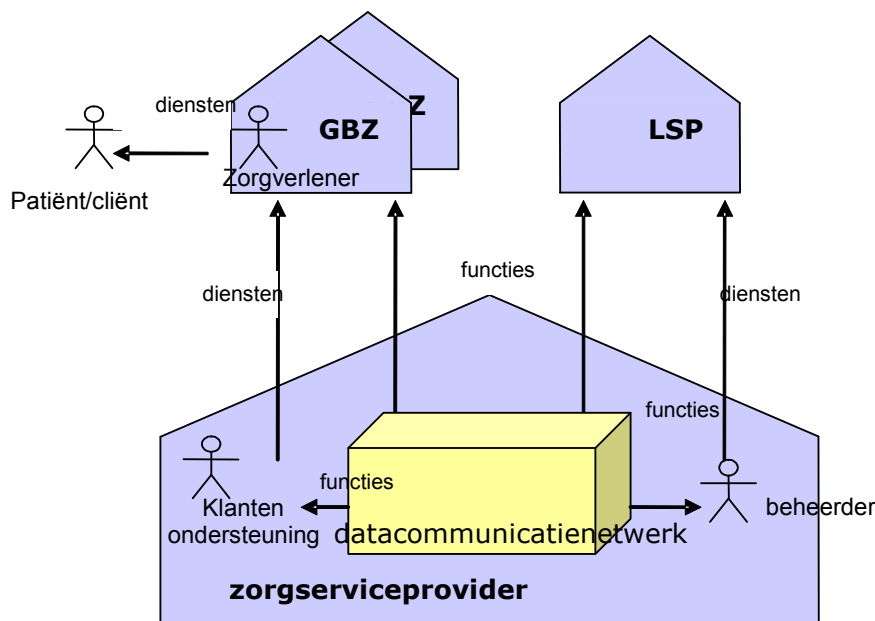 diensten
GBZ
Z
LSP
Zorgverlener
Patiënt/cliënt
functies
diensten
diensten
functies
functies
Klanten
ondersteuning
datacommunicatienetwerk
beheerder
zorgserviceprovider